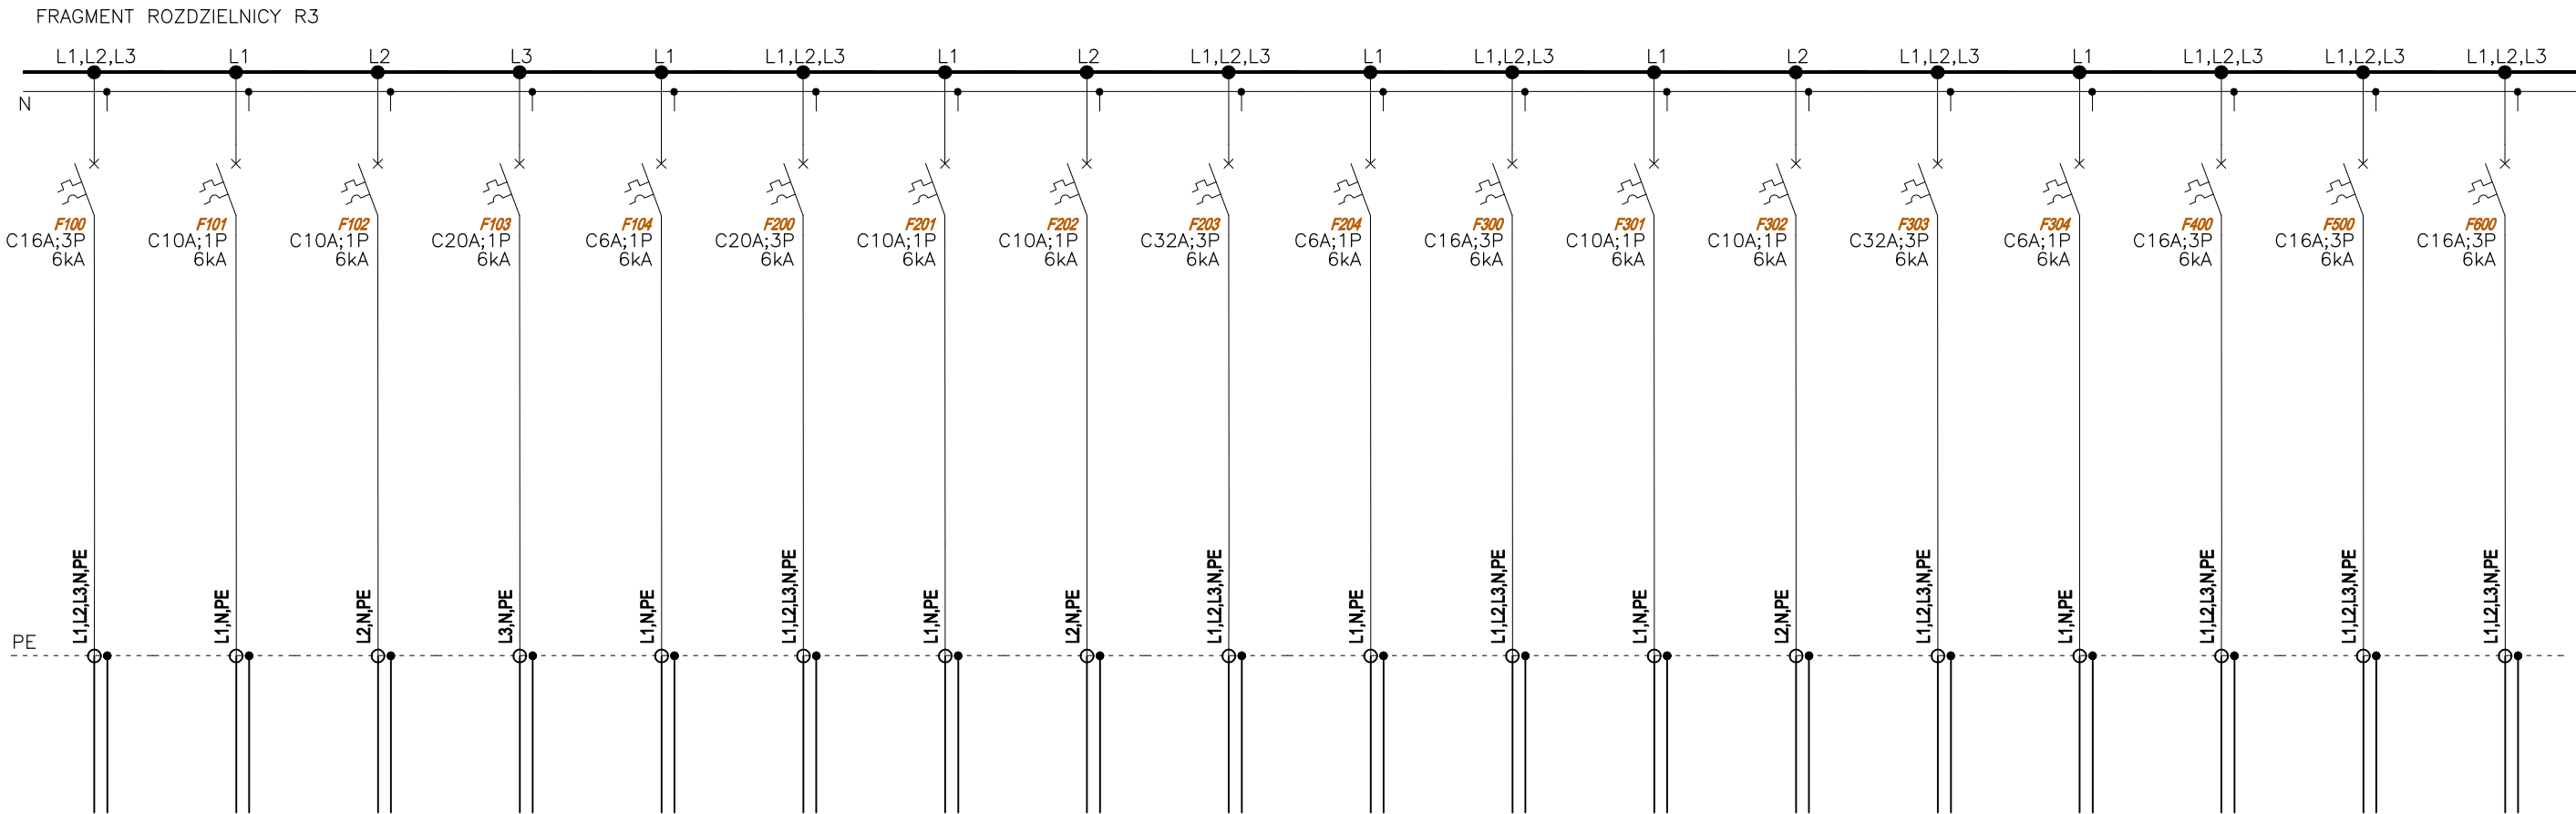 FRAGMENT ROZDZIELNICY R3
L1,L2,L3 L1 L2 L3 L1 L1,L2,L3 L1 L2 L1,L2,L3 L1 L1,L2,L3 L1 L2 L1,L2,L3 L1 L1,L2,L3 L1,L2,L3 L1,L2,L3
N
F100 F101 F102 F103 F104 F200 F201 F202 F203 F204 F300 F301 F302 F303 F304 F400 F500 F600
C16A;3P C10A;1P C10A;1P C20A;1P C6A;1P C20A;3P C10A;1P C10A;1P C32A;3P C6A;1P C16A;3P C10A;1P C10A;1P C32A;3P C6A;1P C16A;3P C16A;3P C16A;3P
6kA 6kA 6kA 6kA 6kA 6kA 6kA 6kA 6kA 6kA 6kA 6kA 6kA 6kA 6kA 6kA 6kA 6kA
L1,L2,L3,N,PE L1,N,PE L2,N,PE L3,N,PE L1,N,PE L1,L2,L3,N,PE L1,N,PE L2,N,PE L1,L2,L3,N,PE L1,N,PE L1,L2,L3,N,PE L1,N,PE L2,N,PE L1,L2,L3,N,PE L1,N,PE L1,L2,L3,N,PE L1,L2,L3,N,PE L1,L2,L3,N,PE
PE